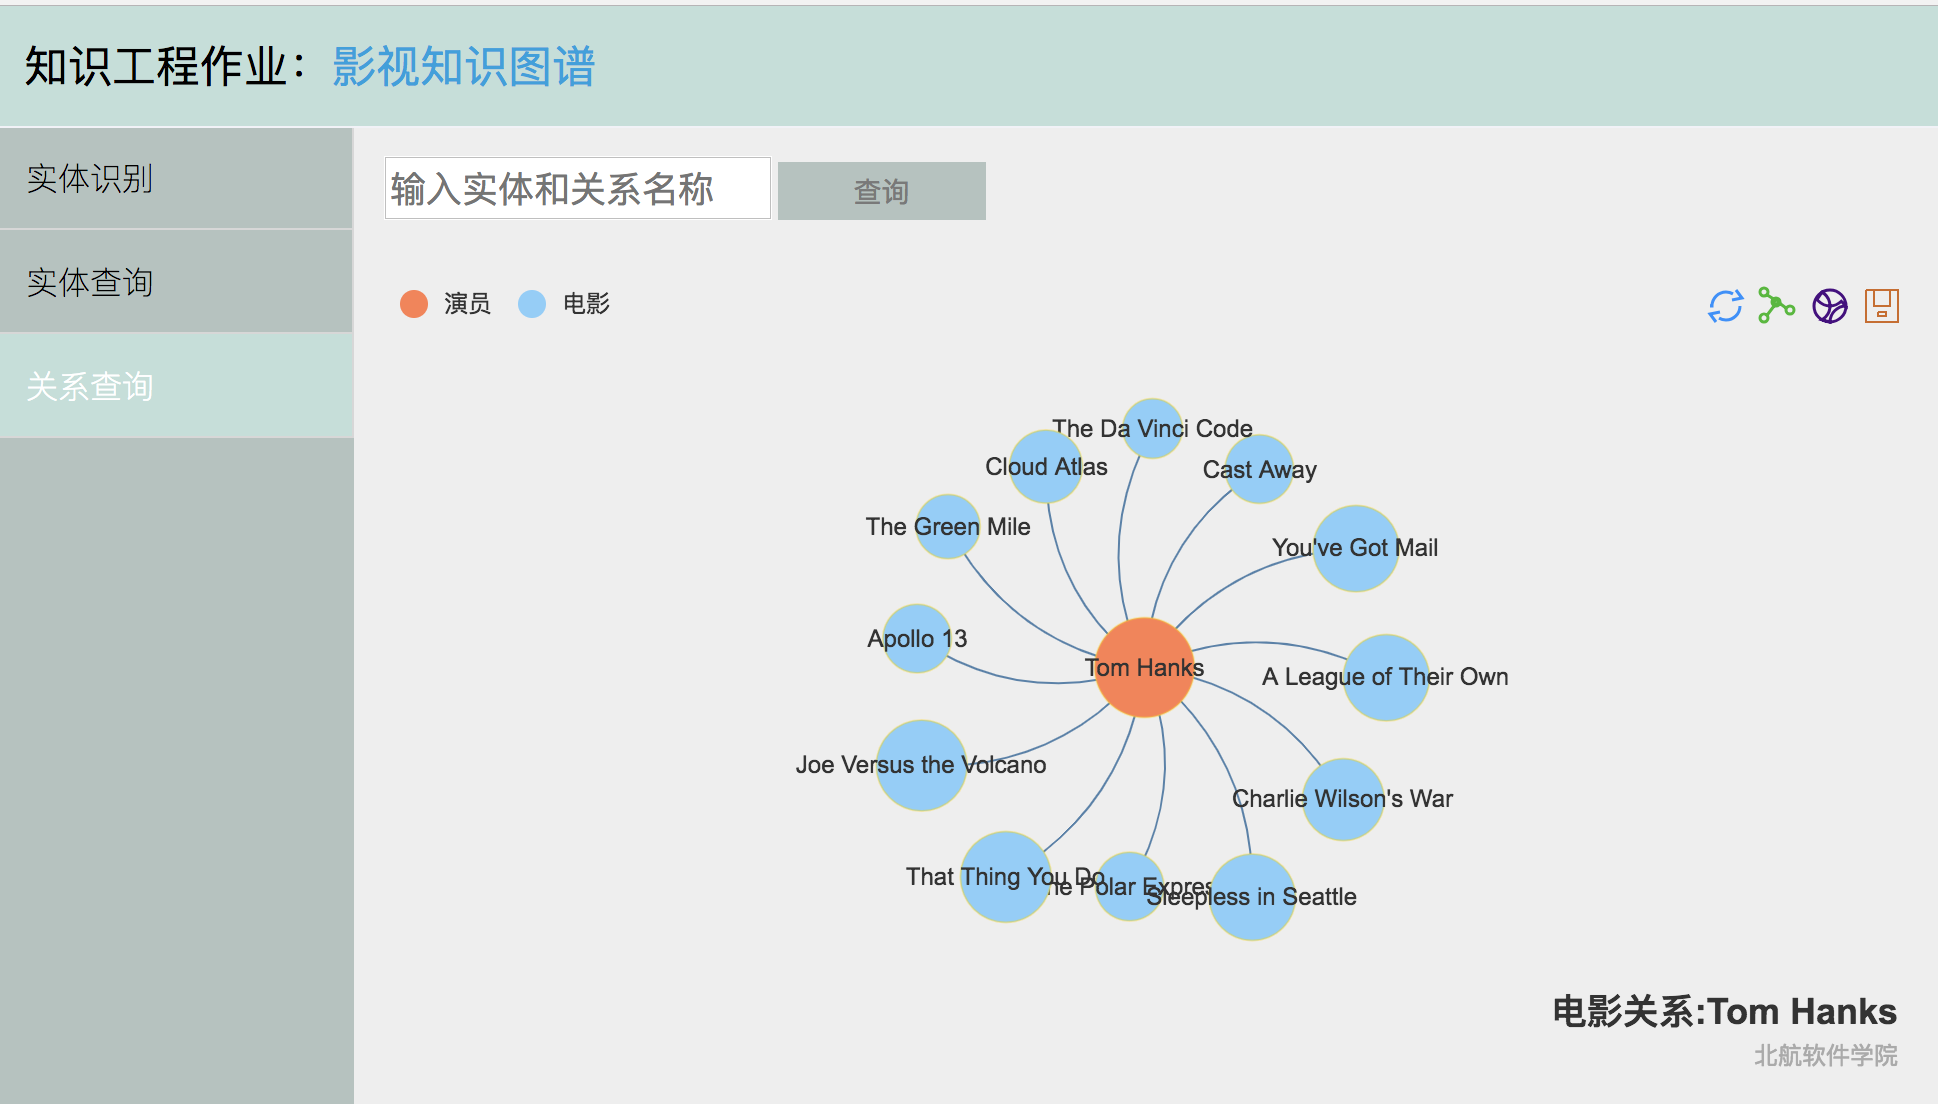 知识工程作业：影视知识图谱
实体识别
实体查询
关系查询
输入实体和关系名称
查询
演员
电影
The Da Vinci Code
Cloud Atlas
Cast Away
The Green Mile
You've Got Mail
Apollo 13
Tom Hanks
A League of Their Own
Joe Versus the Volcano
Charlie Wilson's War
That Thing You Do
Polar
Sleepless in Seattle
电影关系:Tom Hanks
北航软件学院